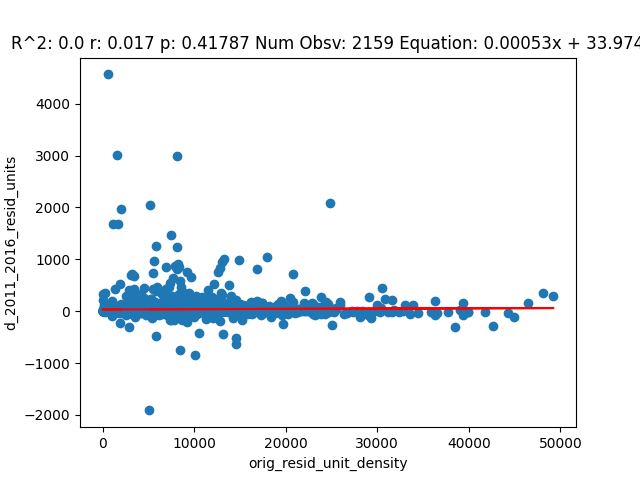 R^2: 0.0 r: 0.017 p: 0.41787 Num Obsv: 2159 Equation: 0.00053x + 33.974
d_2011_2016_resid_units
4000
3000
2000
1000
0
−1000
−2000
0 10000 20000 30000 40000 50000
orig_resid_unit_density